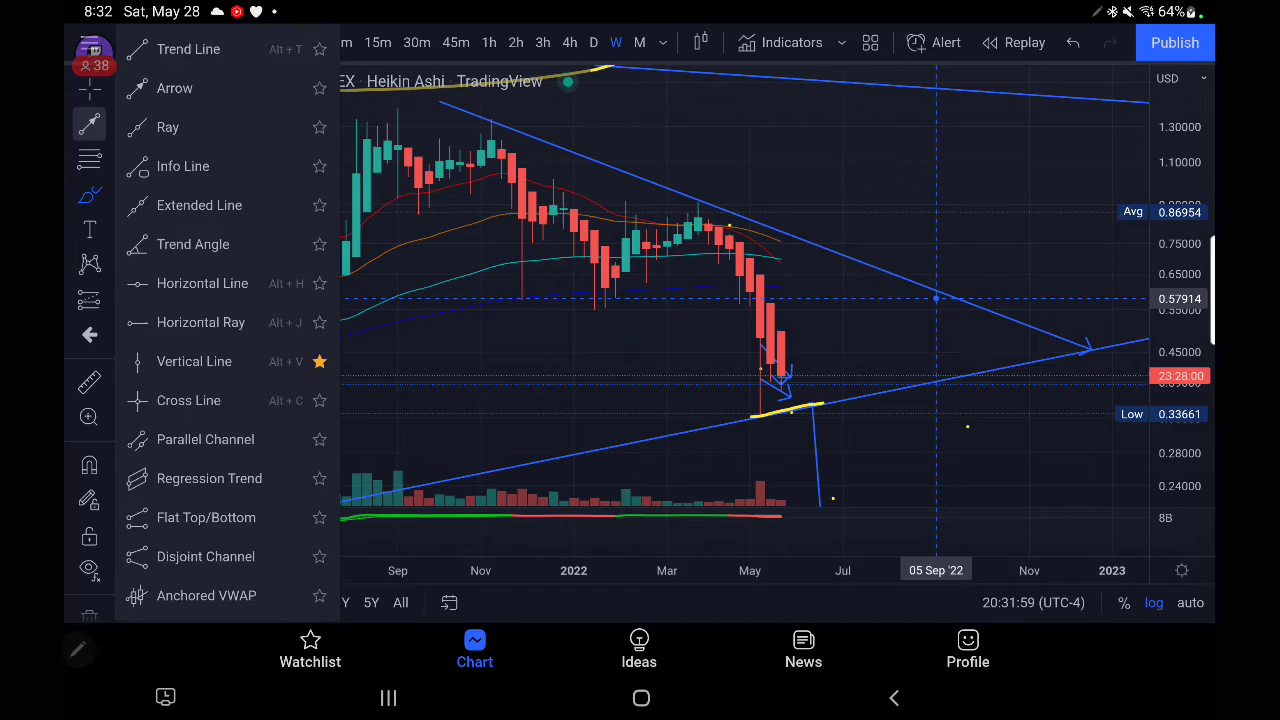 8:32 Sat, May 28
64%
38
m 15m 30m 45m 1h 2h 3h 4h D W M
Indicators
Alert
Replay
Publish
EX · Heikin Ashi · TradingView
USD
Trend Line Alt + T
Arrow
Ray
Info Line
Extended Line
Trend Angle
Horizontal Line Alt + H
Horizontal Ray Alt + J
Vertical Line Alt + V
Cross Line Alt + C
Parallel Channel
Regression Trend
Flat Top/Bottom
Disjoint Channel
Anchored VWAP
1.30000
1.10000
Avg 0.86954
0.75000
0.65000
0.57914
0.55000
0.45000
23:28:00
Low 0.33661
0.28000
0.24000
8B
Sep Nov 2022 Mar May Jul 05 Sep '22 Nov 2023
Y 5Y All
20:31:59 (UTC-4) % log auto
Watchlist Chart Ideas News Profile